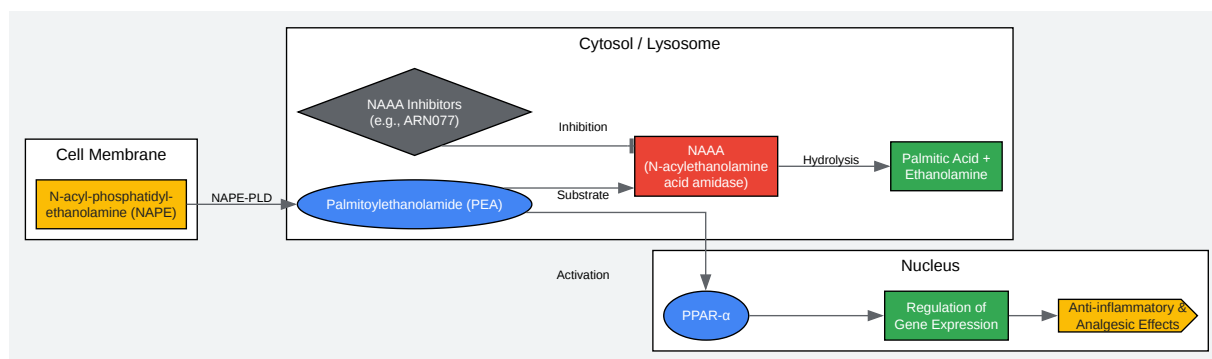 Cytosol / Lysosome
NAAA Inhibitors
(e.g., ARN077)
Inhibition
NAAA
(N-acylethanolamine
acid amidase)
Hydrolysis
Palmitic Acid +
Ethanolamine
Cell Membrane
N-acyl-phosphatidyl-
ethanolamine (NAPE)
NAPE-PLD
Palmitoylethanolamide (PEA)
Substrate
Activation
Nucleus
PPAR-α
Regulation of
Gene Expression
Anti-inflammatory &
Analgesic Effects